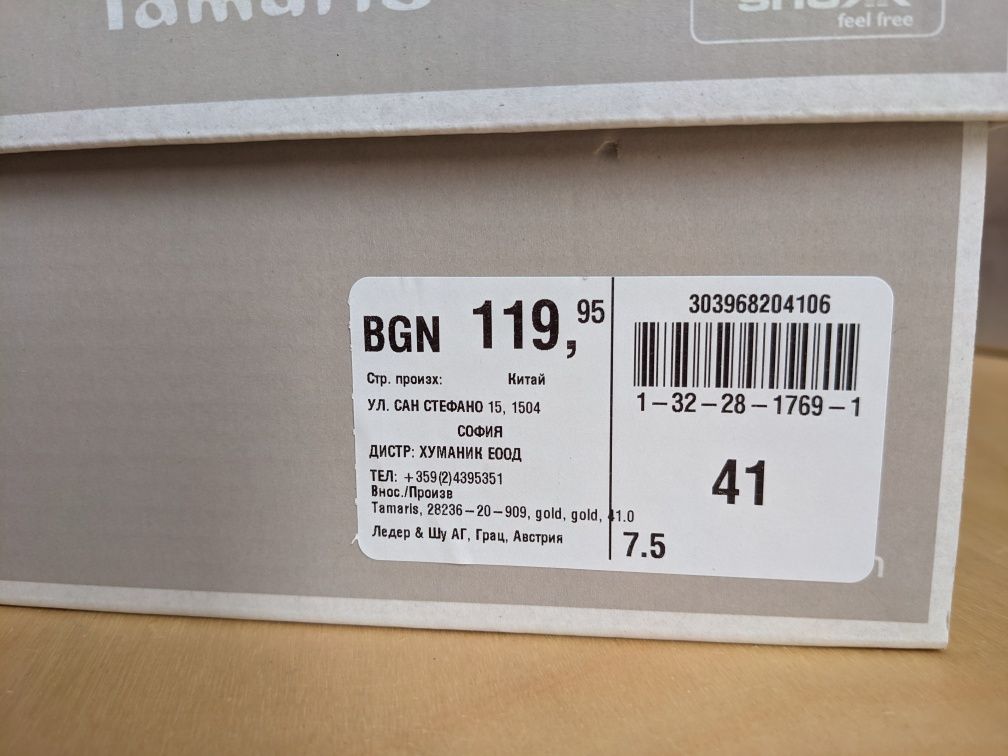 Tamaris
feel free
BGN 119,95
Стр. произх: Китай
УЛ. САН СТЕФАНО 15, 1504
СОФИЯ
ДИСТР: ХУМАНИК ЕООД
ТЕЛ: +359(2)4395351
Внос./Произв
Tamaris, 28236-20-909, gold, gold, 41.0
Ледер & Шу АГ, Грац, Австрия
303968204106
1-32-28-1769-1
41
7.5